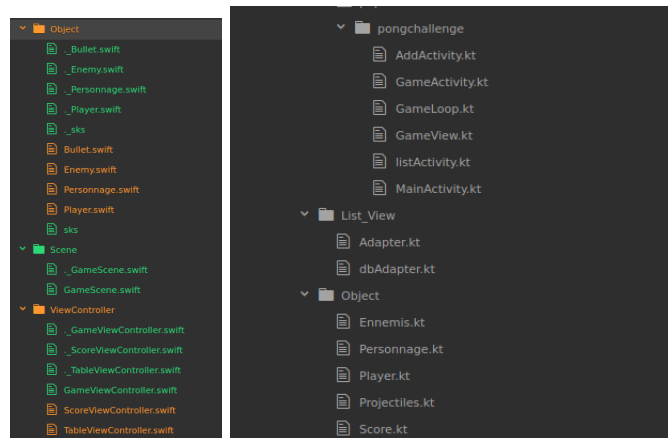 Object
._Bullet.swift
._Enemy.swift
._Personnage.swift
._Player.swift
._sks
Bullet.swift
Enemy.swift
Personnage.swift
Player.swift
sks
Scene
._GameScene.swift
GameScene.swift
ViewController
._GameViewController.swift
._ScoreViewController.swift
._TableViewController.swift
GameViewController.swift
ScoreViewController.swift
TableViewController.swift
pongchallenge
AddActivity.kt
GameActivity.kt
GameLoop.kt
GameView.kt
listActivity.kt
MainActivity.kt
List_View
Adapter.kt
dbAdapter.kt
Object
Ennemis.kt
Personnage.kt
Player.kt
Projectiles.kt
Score.kt